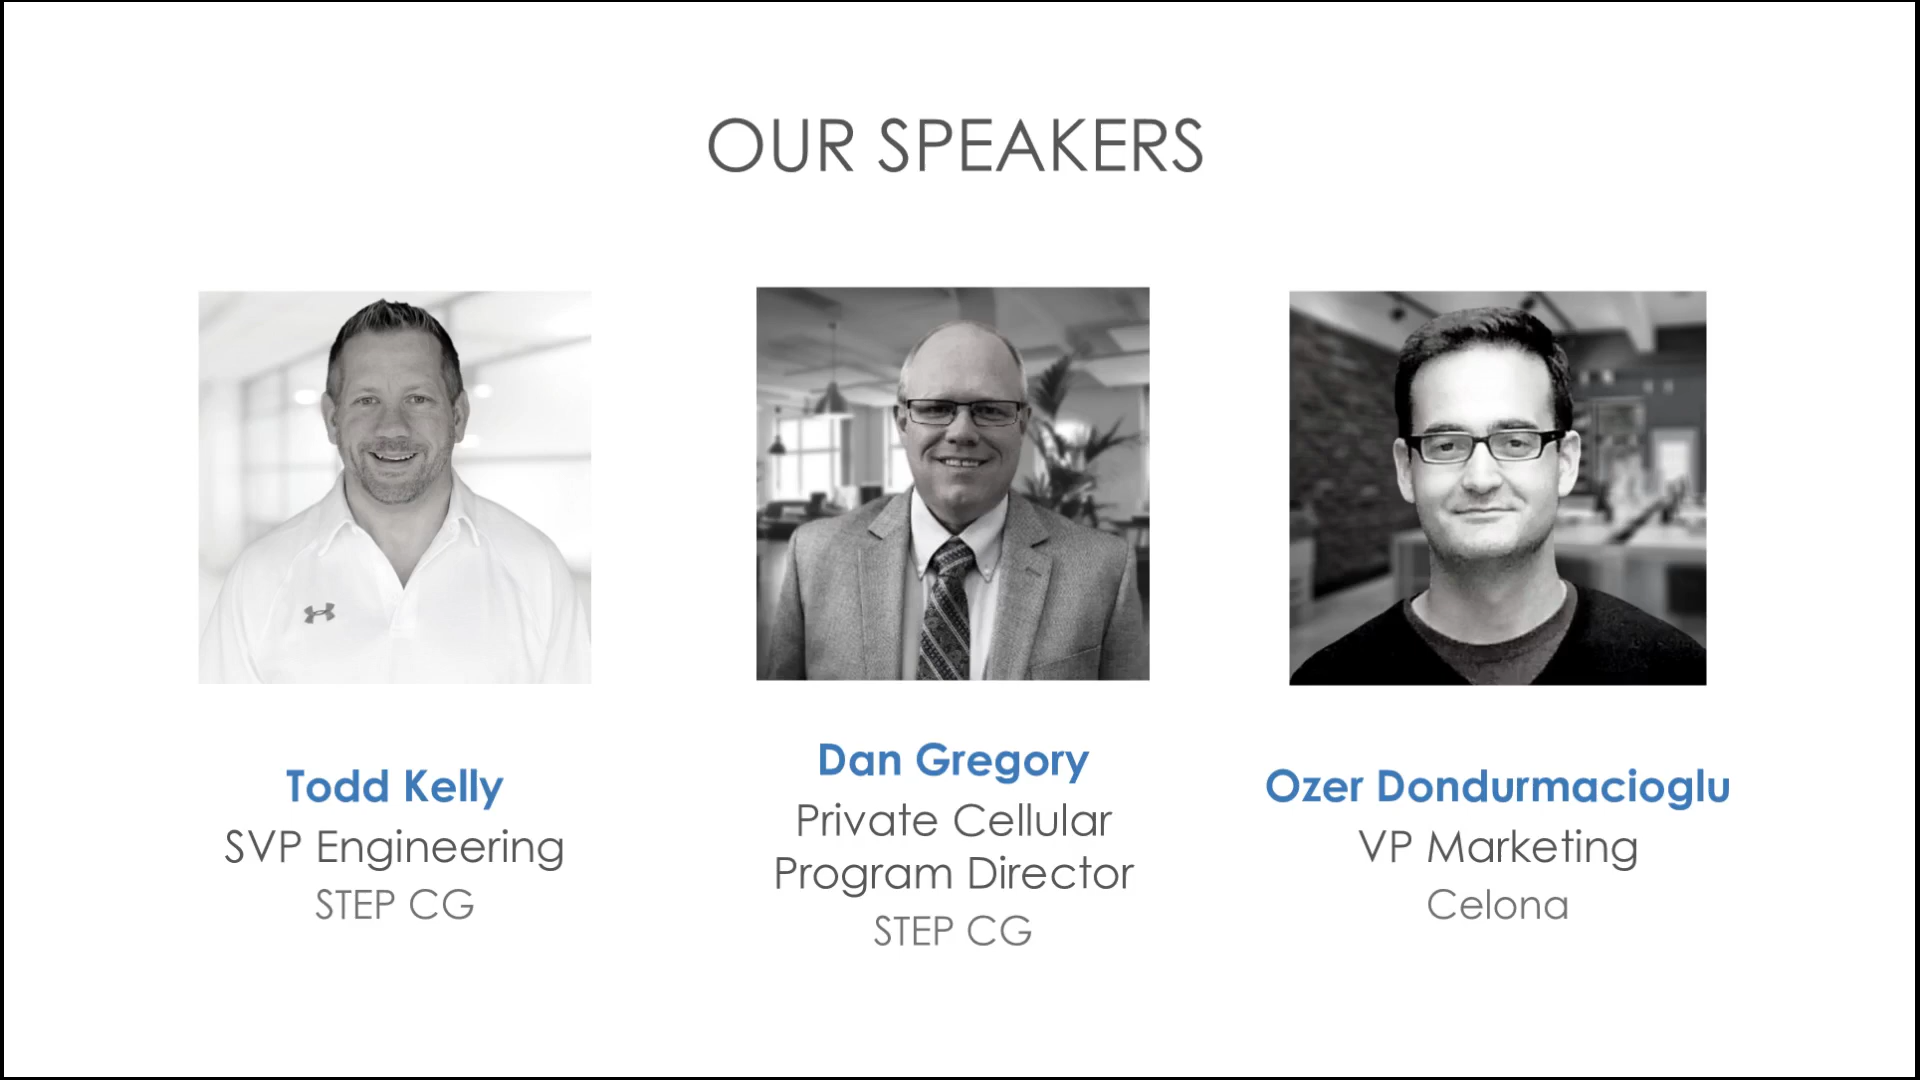 OUR SPEAKERS
Todd Kelly
SVP Engineering
STEP CG
Dan Gregory
Private Cellular
Program Director
STEP CG
Ozer Dondurmacioglu
VP Marketing
Celona